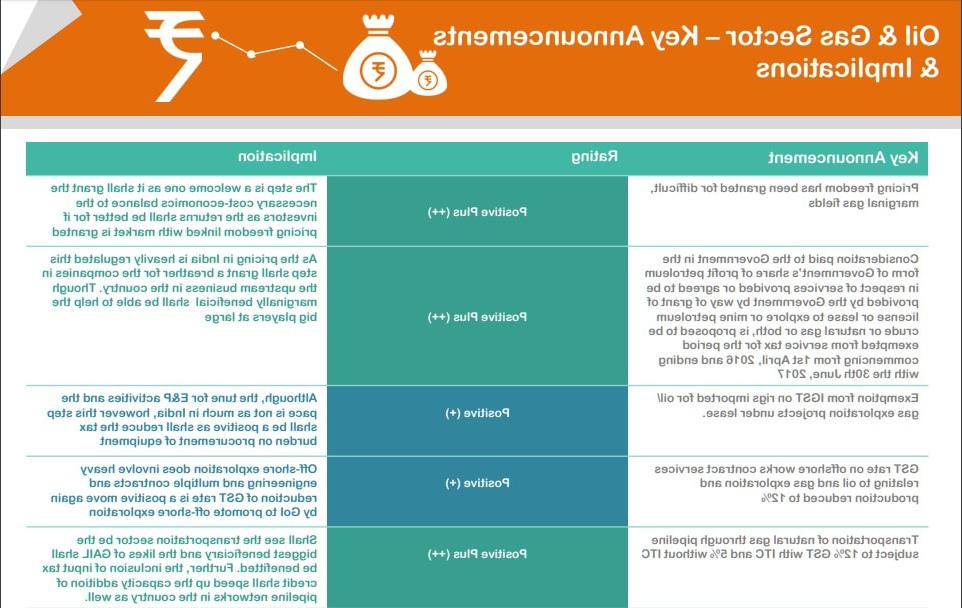 Oil & Gas Sector – Key Announcements
& Implications
₹
₹
₹
Key Announcement
Rating
Implication
Pricing freedom has been granted for difficult,
marginal gas fields
Positive Plus (++)
The step is a welcome one as it shall grant the
necessary cost-economics balance to the
investors as the returns shall be better for if
pricing freedom linked with market is granted
Consideration paid to the Government in the
form of Government's share of profit petroleum
in respect of services provided or agreed to be
provided by the Government by way of grant of
license or lease to explore or mine petroleum
crude or natural gas or both, is proposed to be
exempted from service tax for the period
commencing from 1st April, 2016 and ending
with the 30th June, 2017
Positive Plus (++)
As the pricing in India is heavily regulated this
step shall grant a breather for the companies in
the upstream business in the country. Though
marginally beneficial shall be able to help the
big players at large
Exemption from IGST on rigs imported for oil/
gas exploration projects under lease.
Positive (+)
Although, the tune for E&P activities and the
pace is not as much in India, however this step
shall be a positive as shall reduce the tax
burden on procurement of equipment
GST rate on offshore works contract services
relating to oil and gas exploration and
production reduced to 12%
Positive (+)
Off-shore exploration does involve heavy
engineering and multiple contracts and
reduction of GST rate is a positive move again
by GoI to promote off-shore exploration
Transportation of natural gas through pipeline
subject to 12% GST with ITC and 5% without ITC
Positive Plus (++)
Shall see the transportation sector be the
biggest beneficiary and the likes of GAIL shall
be benefitted. Further, the inclusion of input tax
credit shall speed up the capacity addition of
pipeline networks in the country as well.